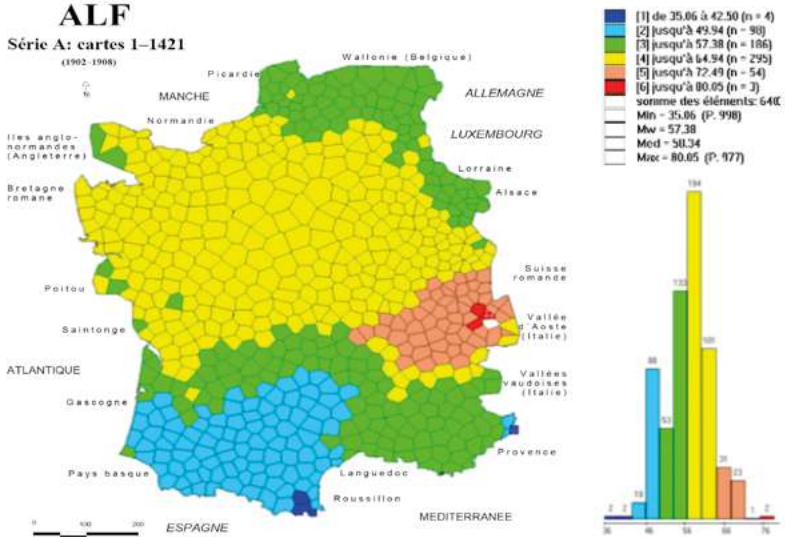 ALF
Série A: cartes 1–1421
(1902–1908)
Wallonie (Belgique)
Picardie
MANCHE
ALLEMAGNE
Normandie
LUXEMBOURG
Iles anglo-
normandes
(Angleterre)
Lorraine
Alsace
Bretagne
romane
Suisse
romande
Poitou
Saintonge
Vallée
d'Aoste
(Italie)
ATLANTIQUE
Vallées
vaudoises
(Italie)
Gascogne
Provence
Pays basque
Languedoc
Roussillon
MEDITERRANEE
ESPAGNE
0 100 200
[1] de 35.06 à 42.50 (n = 4)
[2] jusqu'à 49.94 (n = 98)
[3] jusqu'à 57.38 (n = 186)
[4] jusqu'à 64.94 (n = 295)
[5] jusqu'à 72.49 (n = 54)
[6] jusqu'à 80.05 (n = 3)
somme des éléments: 640
Min = 35.06 (P. 998)
Mw = 57.38
Med = 58.34
Max = 80.05 (P. 977)
194
133
101
88
53
31
23
10
2 2
1 2
36 46 56 66 76